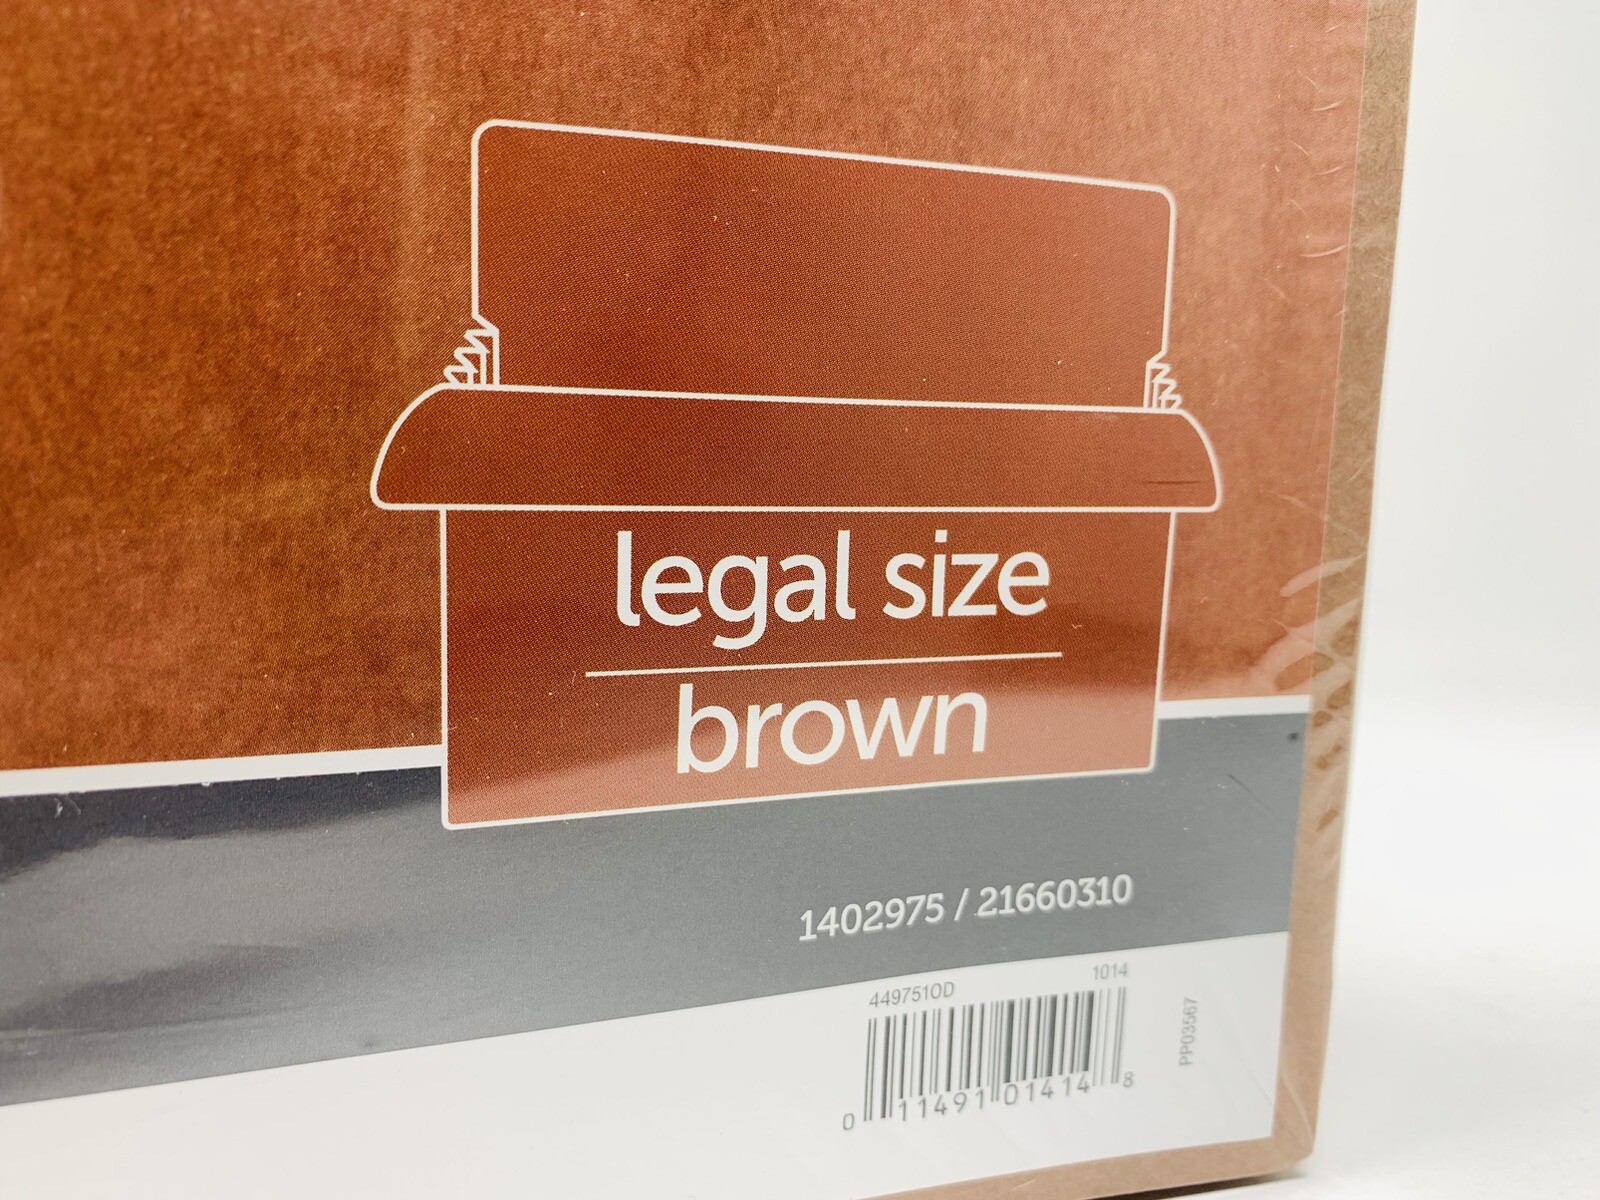 legal size
brown
1402975 / 21660310
4497510D
1014
PP03567
0 11491 01414 8